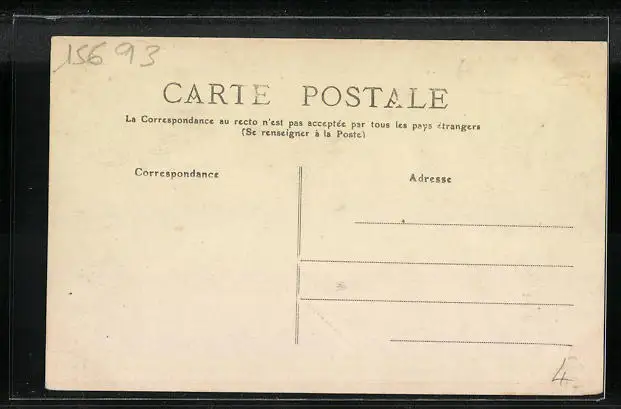 15693
CARTE POSTALE
La Correspondance au recto n'est pas acceptée par tous les pays étrangers
(Se renseigner à la Poste)
Correspondance
Adresse
4